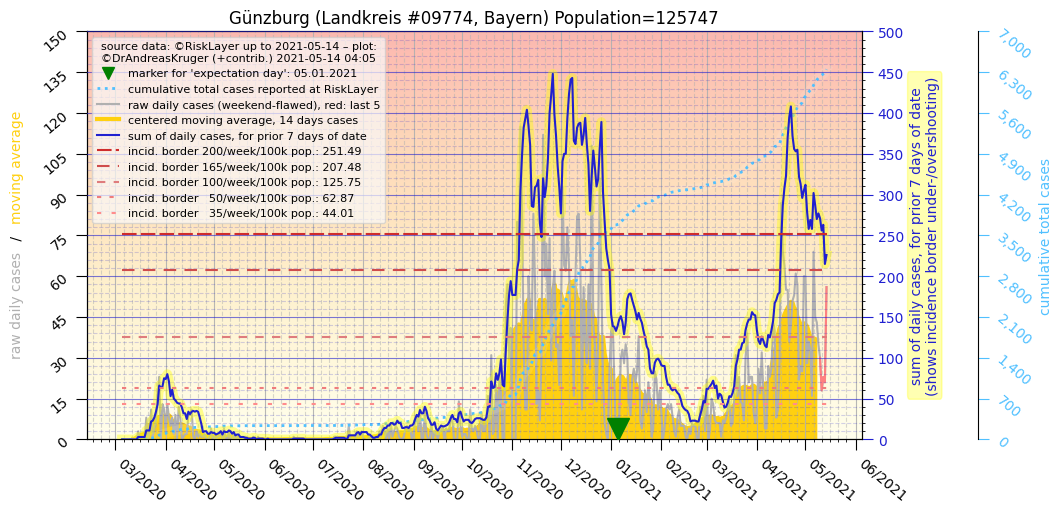 Günzburg (Landkreis #09774, Bayern) Population=125747
source data: ©RiskLayer up to 2021-05-14 – plot:
©DrAndreasKruger (+contrib.) 2021-05-14 04:05
marker for 'expectation day': 05.01.2021
cumulative total cases reported at RiskLayer
raw daily cases (weekend-flawed), red: last 5
centered moving average, 14 days cases
sum of daily cases, for prior 7 days of date
incid. border 200/week/100k pop.: 251.49
incid. border 165/week/100k pop.: 207.48
incid. border 100/week/100k pop.: 125.75
incid. border 50/week/100k pop.: 62.87
incid. border 35/week/100k pop.: 44.01
raw daily cases / moving average
150
135
120
105
90
75
60
45
30
15
0
03/2020
04/2020
05/2020
06/2020
07/2020
08/2020
09/2020
10/2020
11/2020
12/2020
01/2021
02/2021
03/2021
04/2021
05/2021
06/2021
500
450
400
350
300
250
200
150
100
50
0
sum of daily cases, for prior 7 days of date
(shows incidence border under-/overshooting)
7,000
6,300
5,600
4,900
4,200
3,500
2,800
2,100
1,400
700
0
cumulative total cases